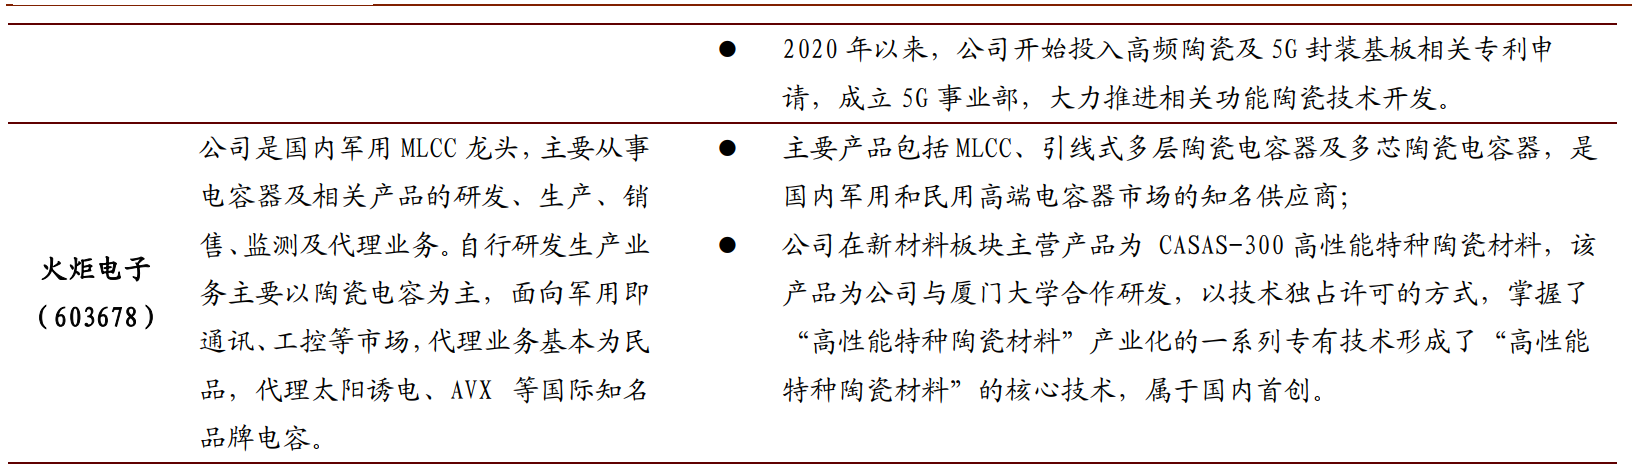 ● 2020 年以来，公司开始投入高频陶瓷及 5G 封装基板相关专利申
请，成立 5G 事业部，大力推进相关功能陶瓷技术开发。
火炬电子
（603678）
公司是国内军用 MLCC 龙头，主要从事
电容器及相关产品的研发、生产、销
售、监测及代理业务。自行研发生产业
务主要以陶瓷电容为主，面向军用即
通讯、工控等市场，代理业务基本为民
品，代理太阳诱电、AVX 等国际知名
品牌电容。
● 主要产品包括 MLCC、引线式多层陶瓷电容器及多芯陶瓷电容器，是
国内军用和民用高端电容器市场的知名供应商；
● 公司在新材料板块主营产品为 CASAS-300 高性能特种陶瓷材料，该
产品为公司与厦门大学合作研发，以技术独占许可的方式，掌握了
“高性能特种陶瓷材料”产业化的一系列专有技术形成了“高性能
特种陶瓷材料”的核心技术，属于国内首创。